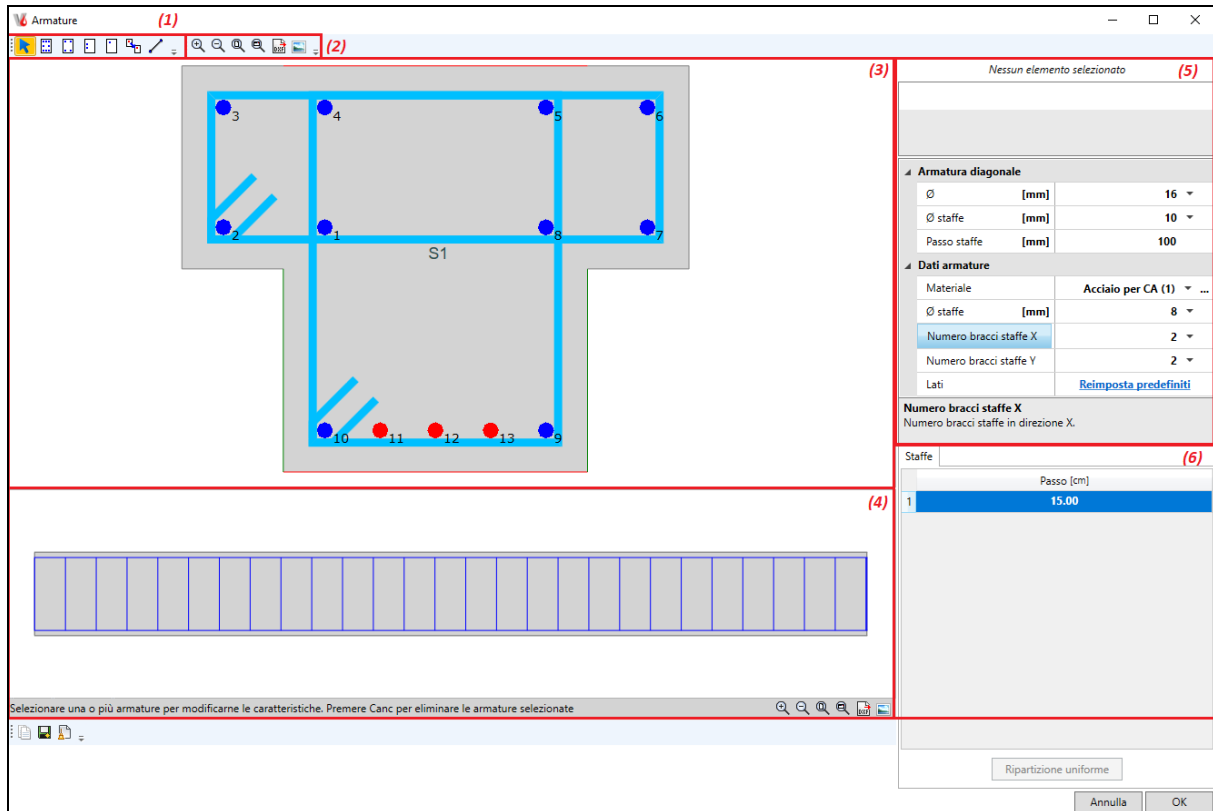 Armature
(1)
(2)
(3)
3
4
5
6
2
1
8
7
S1
10
11
12
13
9
(4)
Selezionare una o più armature per modificarne le caratteristiche. Premere Canc per eliminare le armature selezionate
Nessun elemento selezionato
(5)
Armatura diagonale
Ø [mm] 16
Ø staffe [mm] 10
Passo staffe [mm] 100
Dati armature
Materiale Acciaio per CA (1) ...
Ø staffe [mm] 8
Numero bracci staffe X 2
Numero bracci staffe Y 2
Lati Reimposta predefiniti
Numero bracci staffe X
Numero bracci staffe in direzione X.
Staffe
(6)
Passo [cm]
1 15.00
Ripartizione uniforme
Annulla OK